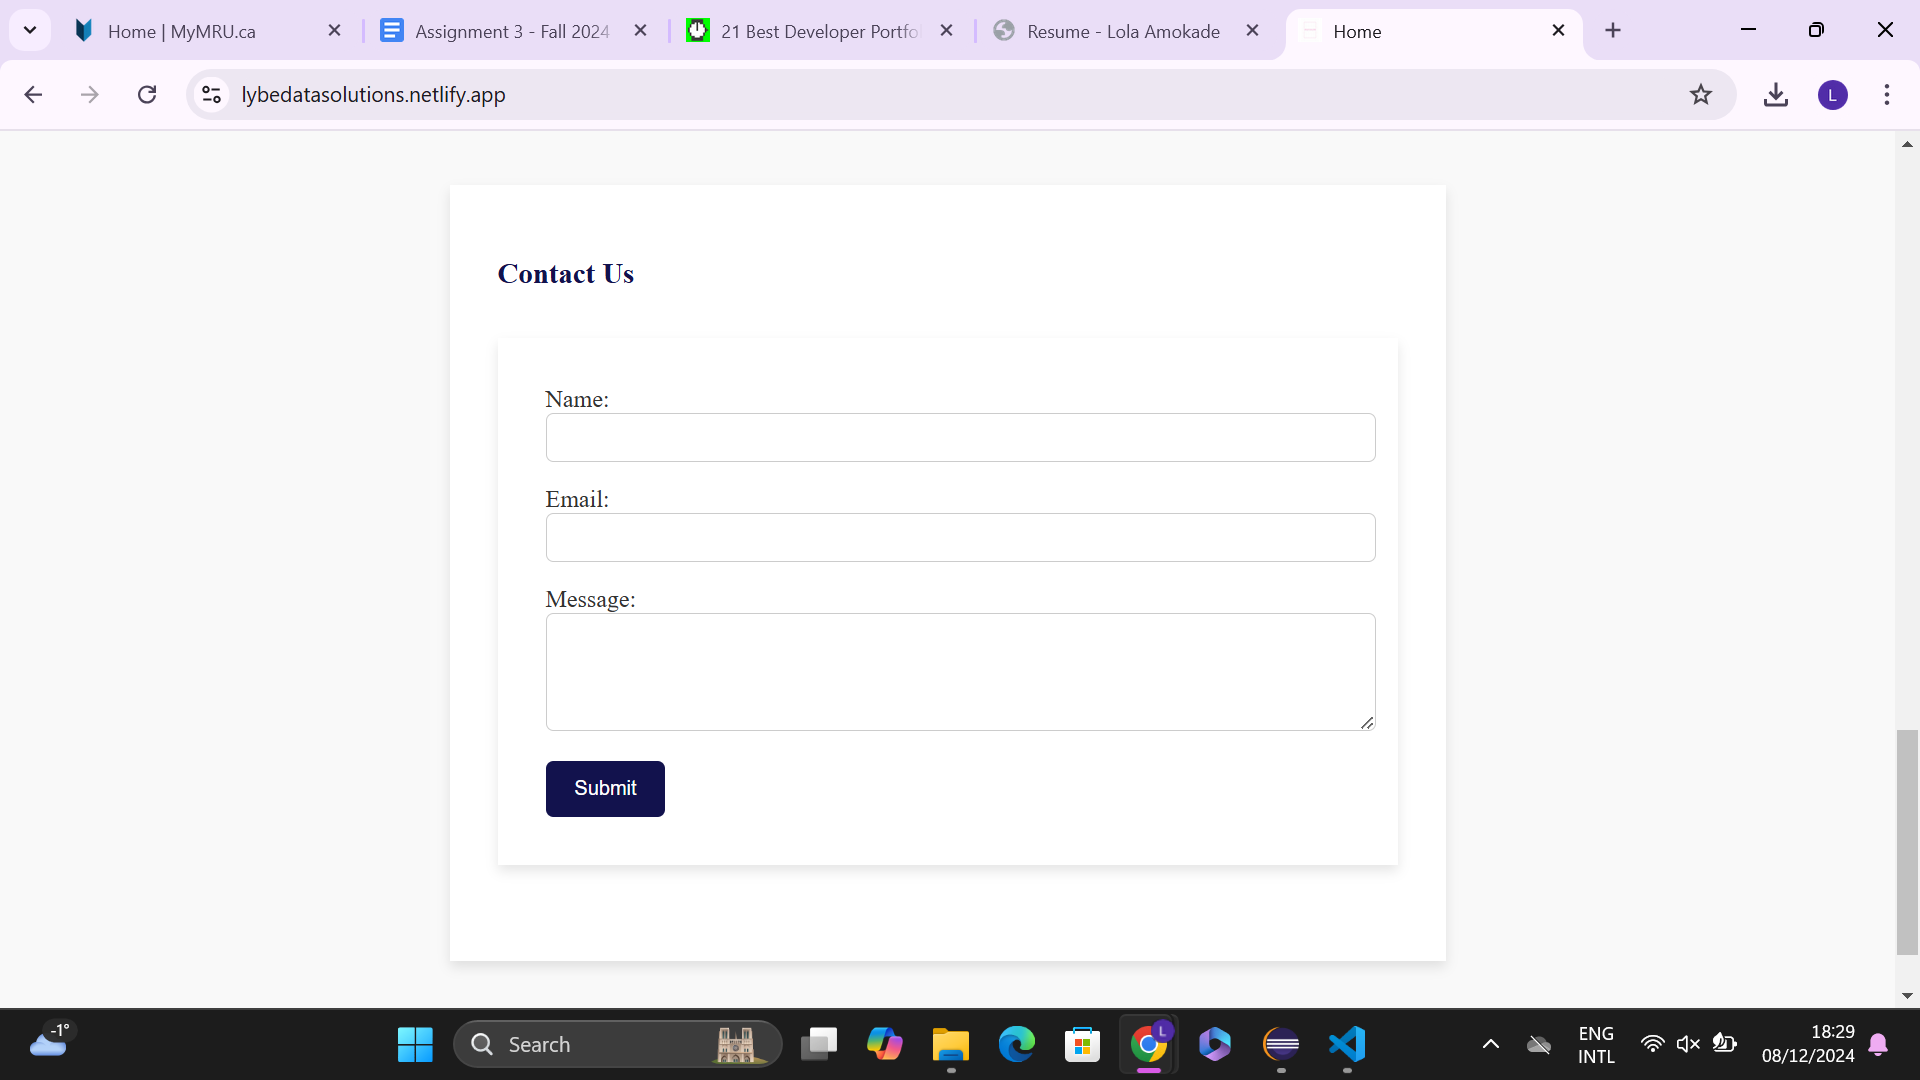 Home | MyMRU.ca
Assignment 3 - Fall 2024
21 Best Developer Portfo
Resume - Lola Amokade
Home
lybedatasolutions.netlify.app
L
Contact Us
Name:
Email:
Message:
Submit
-1°
Search
L
ENG
INTL
18:29
08/12/2024